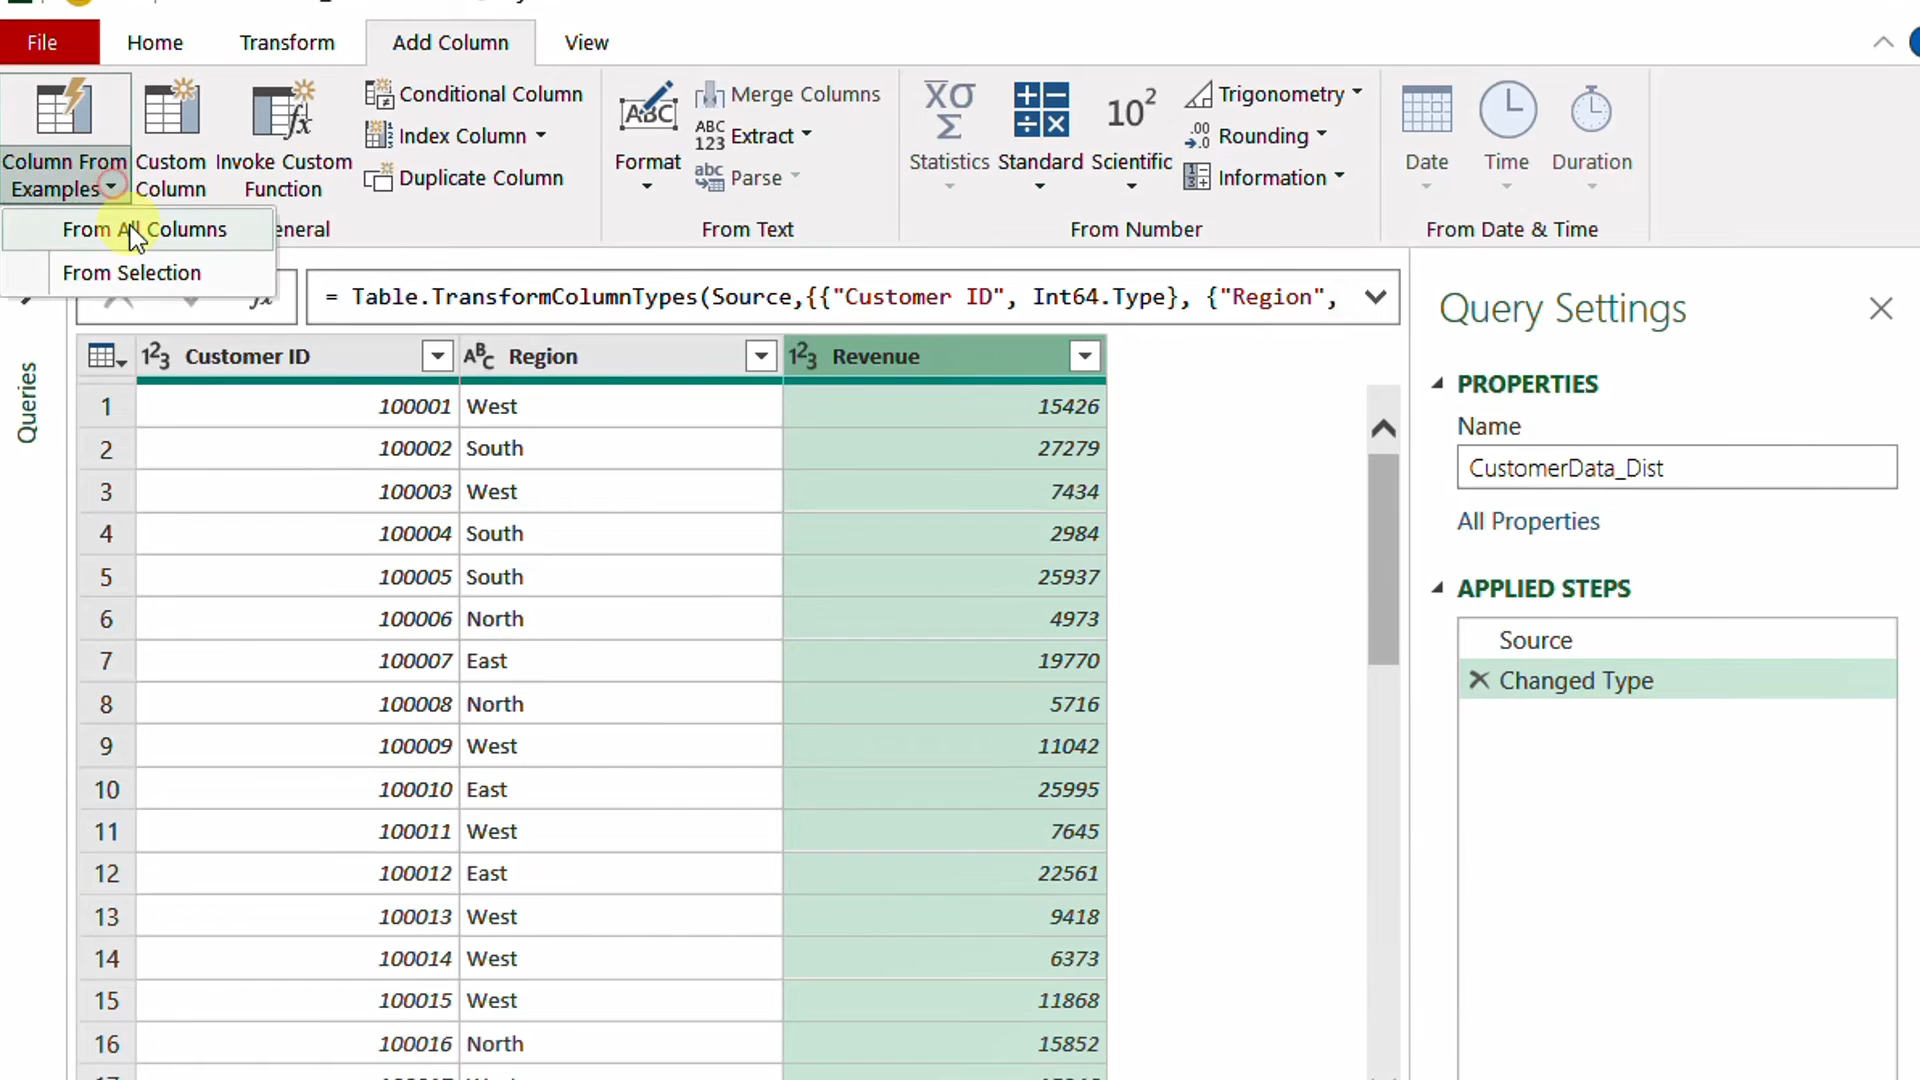 File Home Transform Add Column View
Column From Examples
Custom Column
Invoke Custom Function
Conditional Column
Index Column
Duplicate Column
Format
Merge Columns
Extract
Parse
Statistics
Standard
Scientific
Trigonometry
Rounding
Information
Date
Time
Duration
From Text
From Number
From Date & Time
From All Columns
From Selection
= Table.TransformColumnTypes(Source,{{"Customer ID", Int64.Type}, {"Region",
Queries
Customer ID Region Revenue
1 100001 West 15426
2 100002 South 27279
3 100003 West 7434
4 100004 South 2984
5 100005 South 25937
6 100006 North 4973
7 100007 East 19770
8 100008 North 5716
9 100009 West 11042
10 100010 East 25995
11 100011 West 7645
12 100012 East 22561
13 100013 West 9418
14 100014 West 6373
15 100015 West 11868
16 100016 North 15852
Query Settings
PROPERTIES
Name
CustomerData_Dist
All Properties
APPLIED STEPS
Source
Changed Type